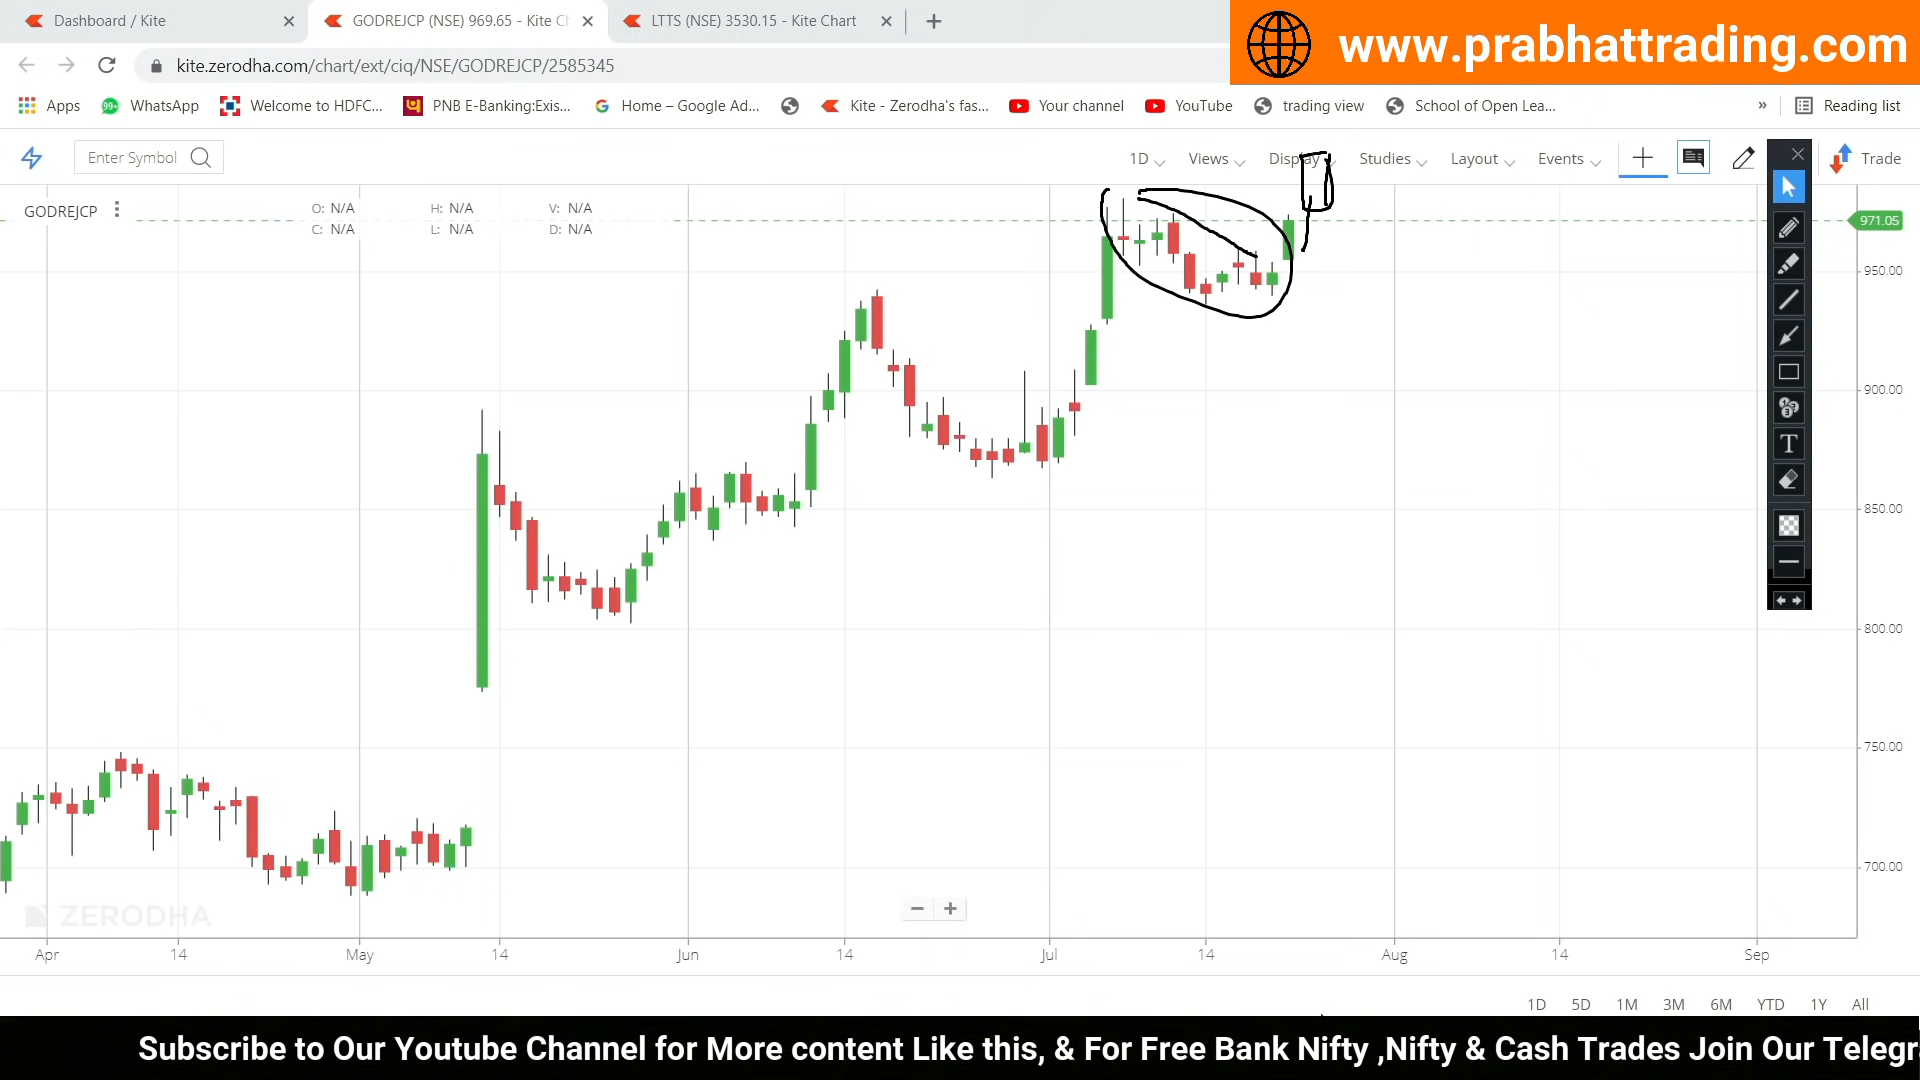 Dashboard / Kite
GODREJCP (NSE) 969.65 - Kite Ch
LTTS (NSE) 3530.15 - Kite Chart
www.prabhattrading.com
kite.zerodha.com/chart/ext/ciq/NSE/GODREJCP/2585345
Apps
99+
WhatsApp
Welcome to HDFC...
PNB E-Banking:Exis...
Home – Google Ad...
Kite - Zerodha's fas...
Your channel
YouTube
trading view
School of Open Lea...
»
Reading list
Enter Symbol
1D
Views
Display
Studies
Layout
Events
Trade
GODREJCP
O: N/A
H: N/A
V: N/A
C: N/A
L: N/A
D: N/A
971.05
950.00
900.00
850.00
800.00
750.00
700.00
T
ZERODHA
Apr
14
May
14
Jun
14
Jul
14
Aug
14
Sep
1D
5D
1M
3M
6M
YTD
1Y
All
Subscribe to Our Youtube Channel for More content Like this, & For Free Bank Nifty ,Nifty & Cash Trades Join Our Telegra